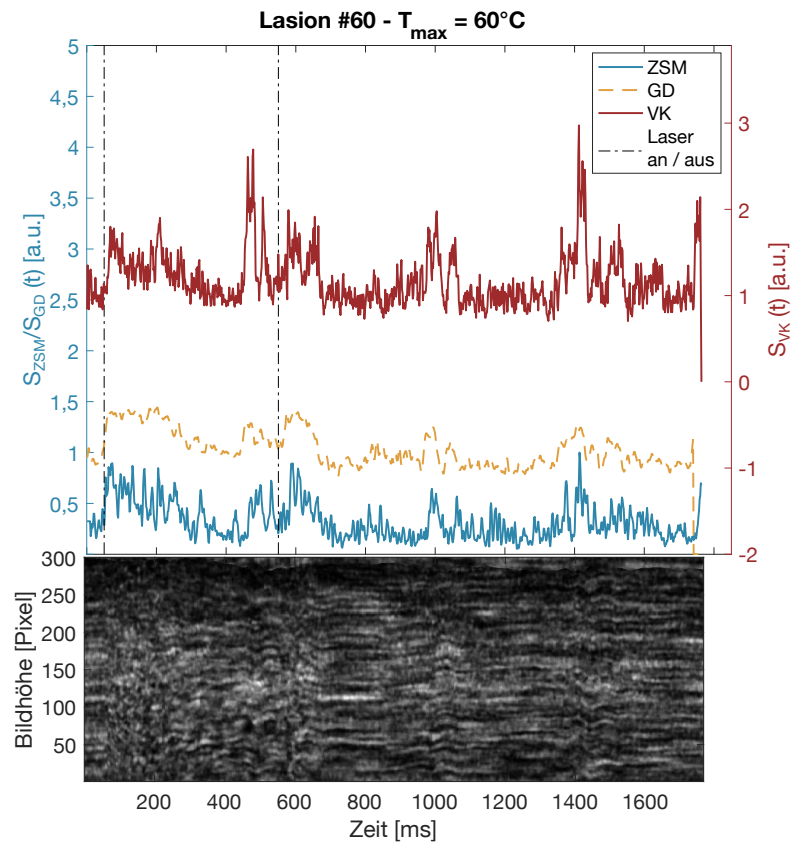 Lasion #60 - Tmax = 60°C
5
4,5
4
3,5
3
2,5
2
1,5
1
0,5
SZSM/SGD (t) [a.u.]
ZSM
GD
VK
Laser
an / aus
3
2
1
0
-1
-2
SVK (t) [a.u.]
300
250
200
150
100
50
Bildhöhe [Pixel]
200 400 600 800 1000 1200 1400 1600
Zeit [ms]